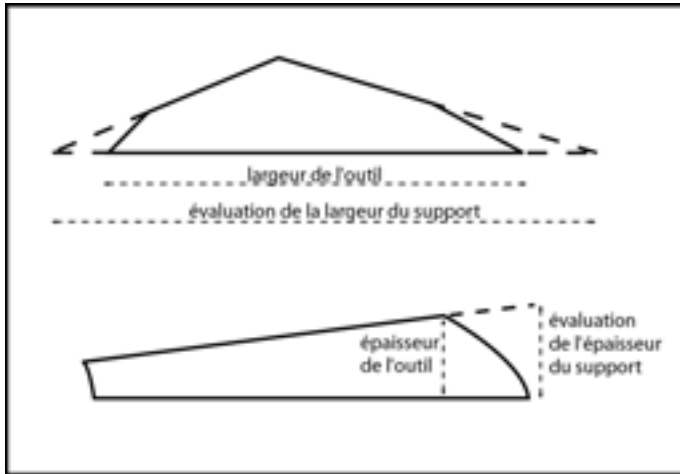 largeur de l'outil
évaluation de la largeur du support
épaisseur
de l'outil
évaluation
de l'épaisseur
du support